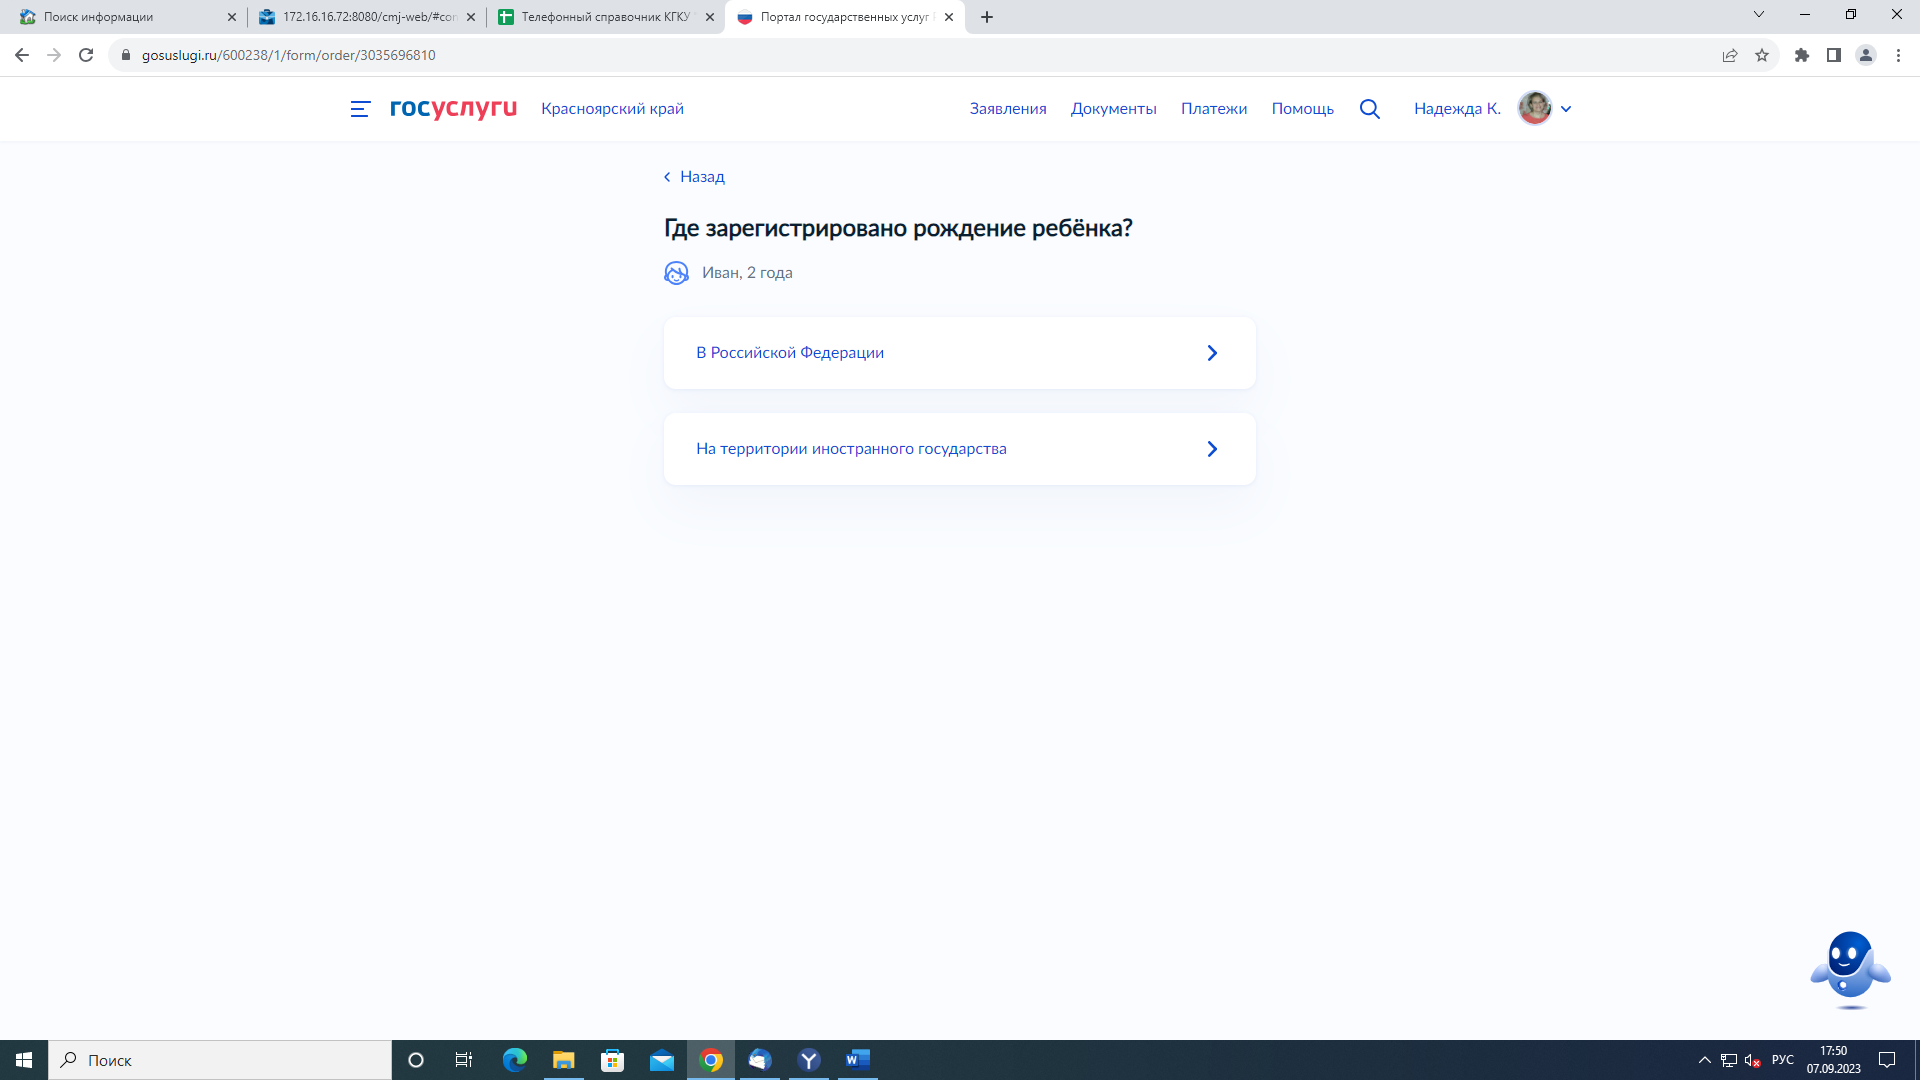 Поиск информации
172.16.16.72:8080/cmj-web/#con
Телефонный справочник КГКУ
Портал государственных услуг
gosuslugi.ru/600238/1/form/order/3035696810
госуслуги Красноярский край Заявления Документы Платежи Помощь Надежда К.
Назад
Где зарегистрировано рождение ребёнка?
Иван, 2 года
В Российской Федерации
На территории иностранного государства
Поиск
РУС
17:50
07.09.2023